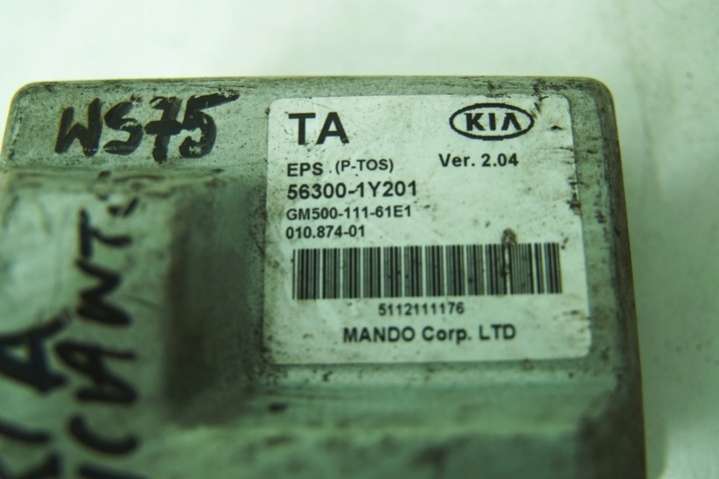 WS75
TA KIA
EPS (P-TOS) Ver. 2.04
56300-1Y201
GM500-111-61E1
010.874-01
5112111176
MANDO Corp. LTD